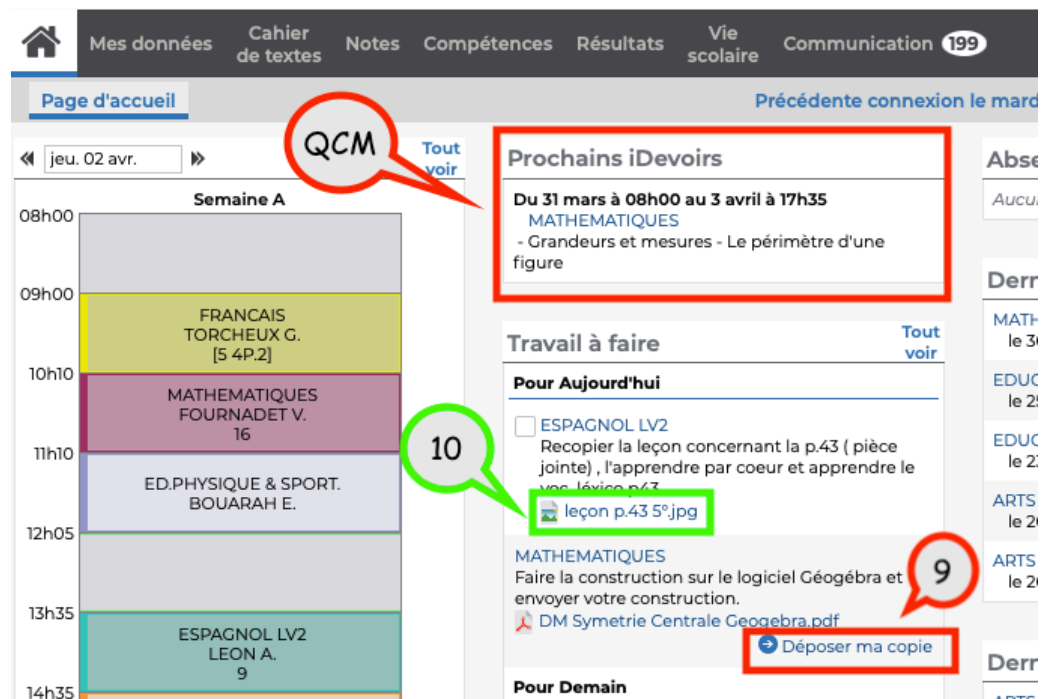 Mes données
Cahier
de textes
Notes
Compétences
Résultats
Vie
scolaire
Communication
199
Page d'accueil
Précédente connexion le mard
jeu. 02 avr.
Tout
voir
Semaine A
08h00
09h00
FRANCAIS
TORCHEUX G.
[5 4P.2]
10h10
MATHEMATIQUES
FOURNADET V.
16
11h10
ED.PHYSIQUE & SPORT.
BOUARAH E.
12h05
13h35
ESPAGNOL LV2
LEON A.
9
14h35
QCM
Prochains iDevoirs
Du 31 mars à 08h00 au 3 avril à 17h35
MATHEMATIQUES
- Grandeurs et mesures - Le périmètre d'une
figure
Travail à faire
Tout
voir
Pour Aujourd'hui
10
ESPAGNOL LV2
Recopier la leçon concernant la p.43 ( pièce
jointe) , l'apprendre par coeur et apprendre le
voc. léxico p43
leçon p.43 5°.jpg
MATHEMATIQUES
Faire la construction sur le logiciel Géogébra et
envoyer votre construction.
9
DM Symetrie Centrale Geogebra.pdf
Déposer ma copie
Pour Demain
Abse
Aucu
Dern
MATH
le 3
EDUC
le 2
EDUC
le 2
ARTS
le 2
ARTS
le 2
Dern
ARTS